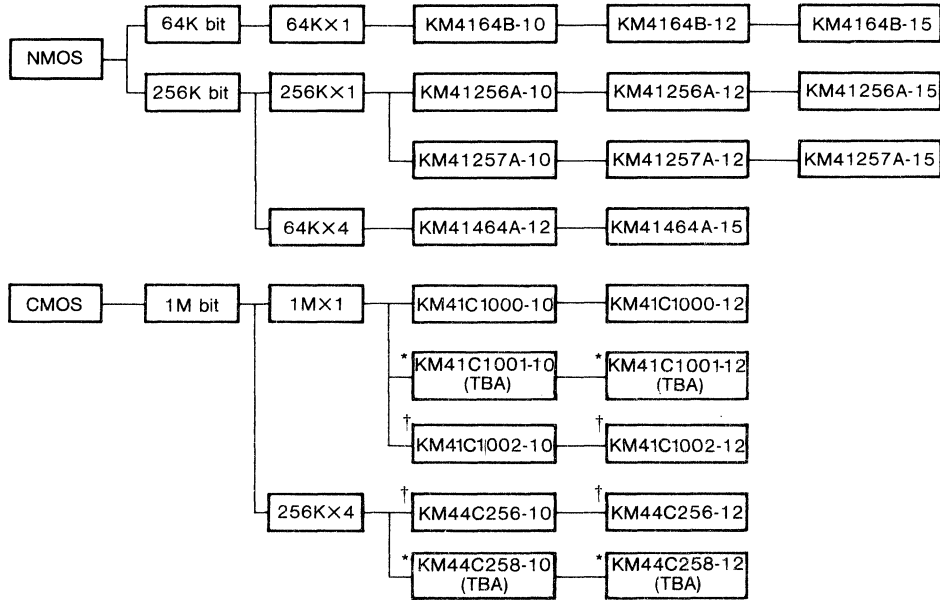 64K bit 64K×1 KM4164B-10 KM4164B-12 KM4164B-15
NMOS
256K bit 256K×1 KM41256A-10 KM41256A-12 KM41256A-15
KM41257A-10 KM41257A-12 KM41257A-15
64K×4 KM41464A-12 KM41464A-15
CMOS 1M bit 1M×1 KM41C1000-10 KM41C1000-12
* KM41C1001-10 * KM41C1001-12
(TBA) (TBA)
† KM41C1002-10 † KM41C1002-12
256K×4 † KM44C256-10 † KM44C256-12
* KM44C258-10 * KM44C258-12
(TBA) (TBA)